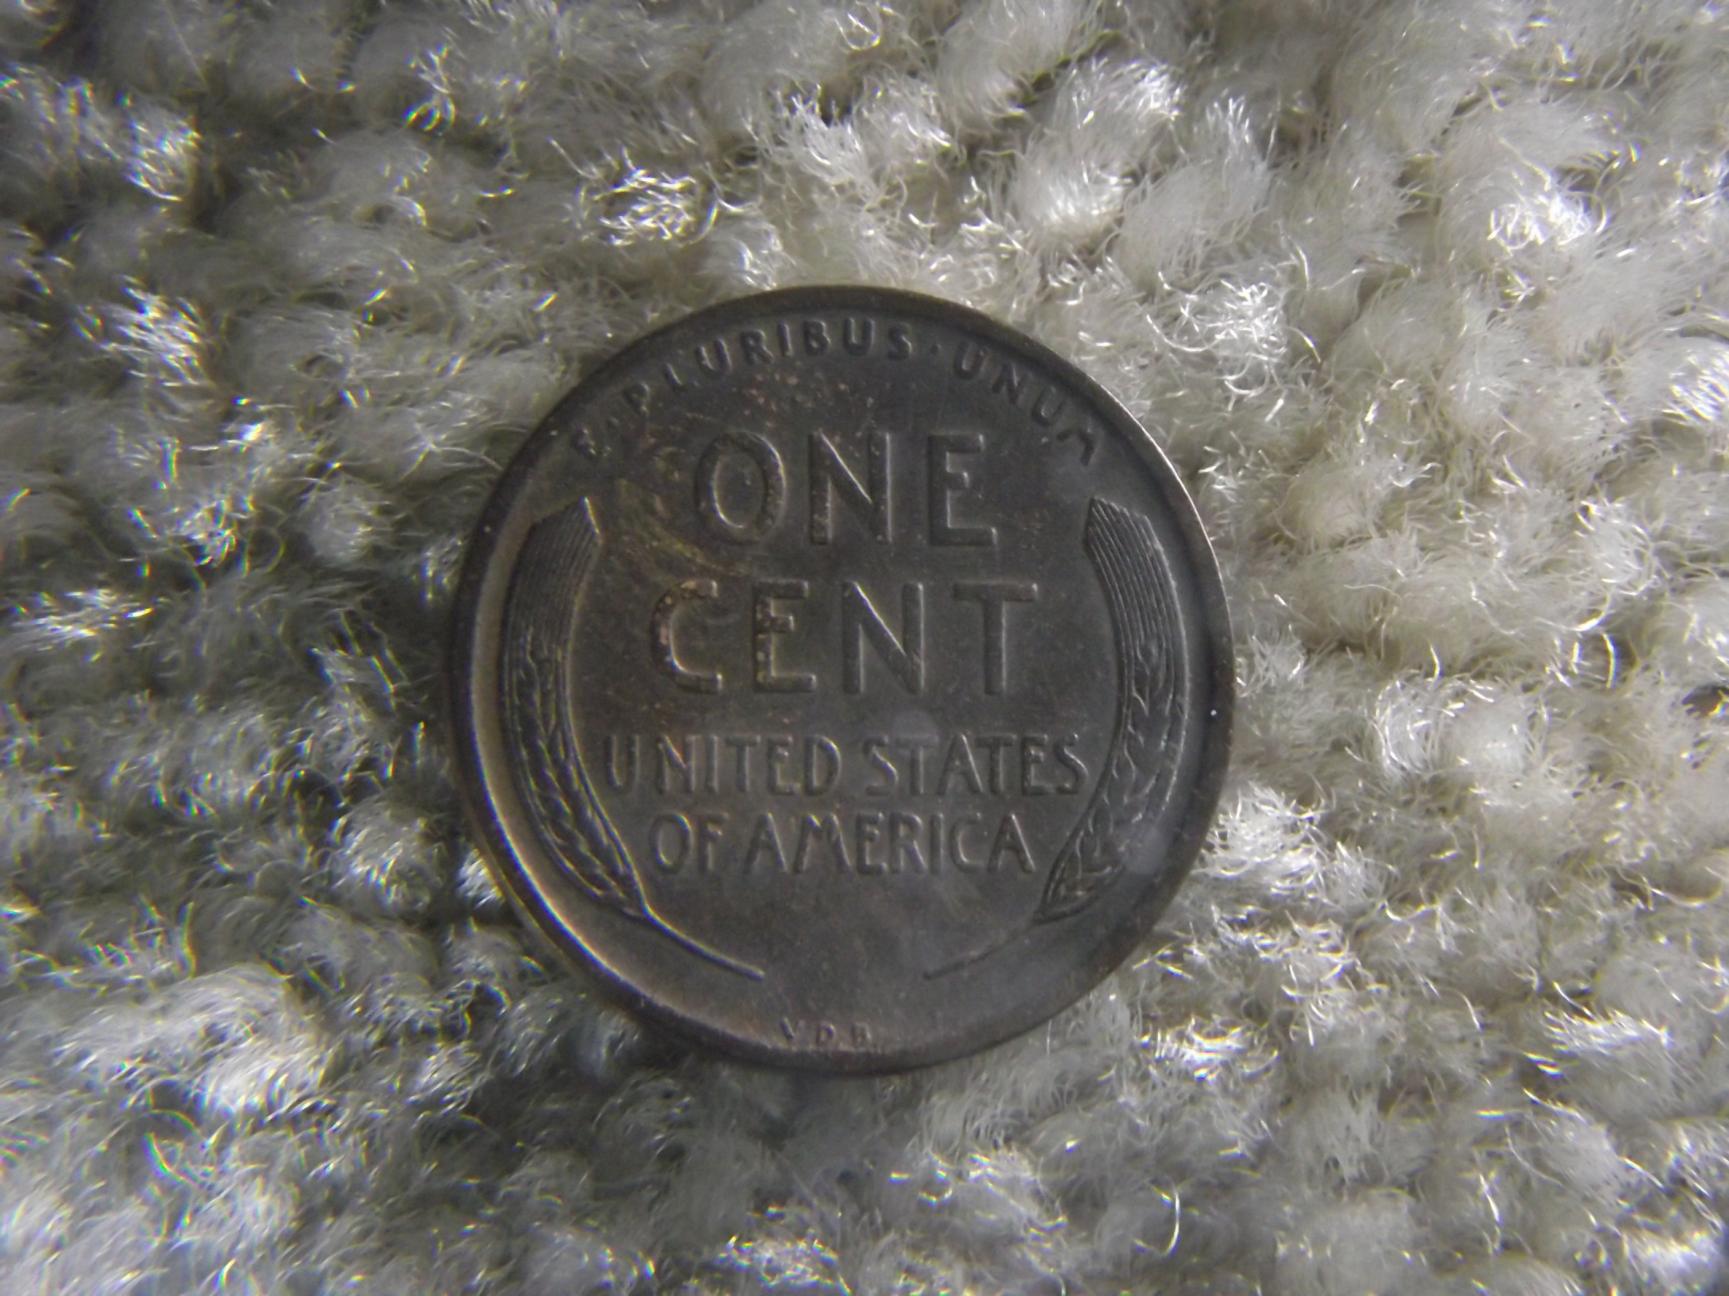 E·PLURIBUS·UNUM
ONE
CENT
UNITED STATES
OF AMERICA
V.D.B.